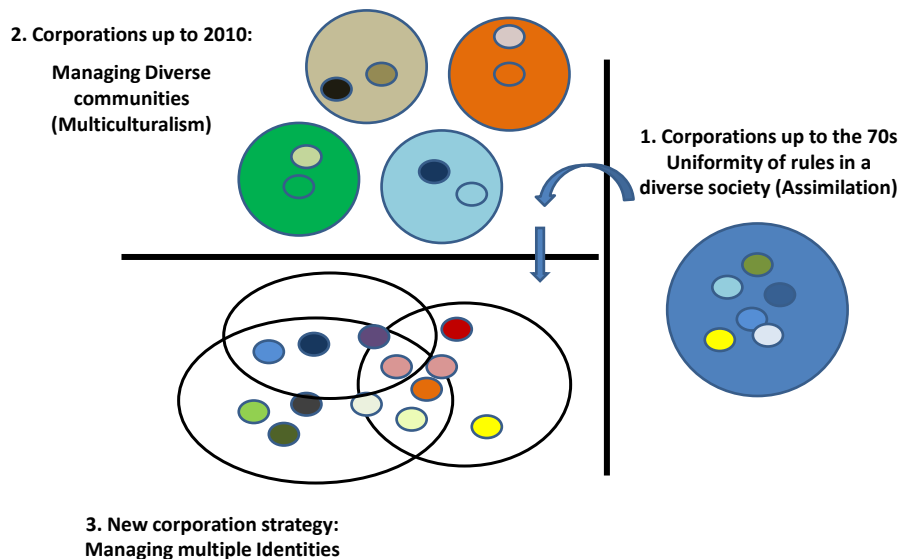 2. Corporations up to 2010:
Managing Diverse
communities
(Multiculturalism)
1. Corporations up to the 70s
Uniformity of rules in a
diverse society (Assimilation)
3. New corporation strategy:
Managing multiple Identities